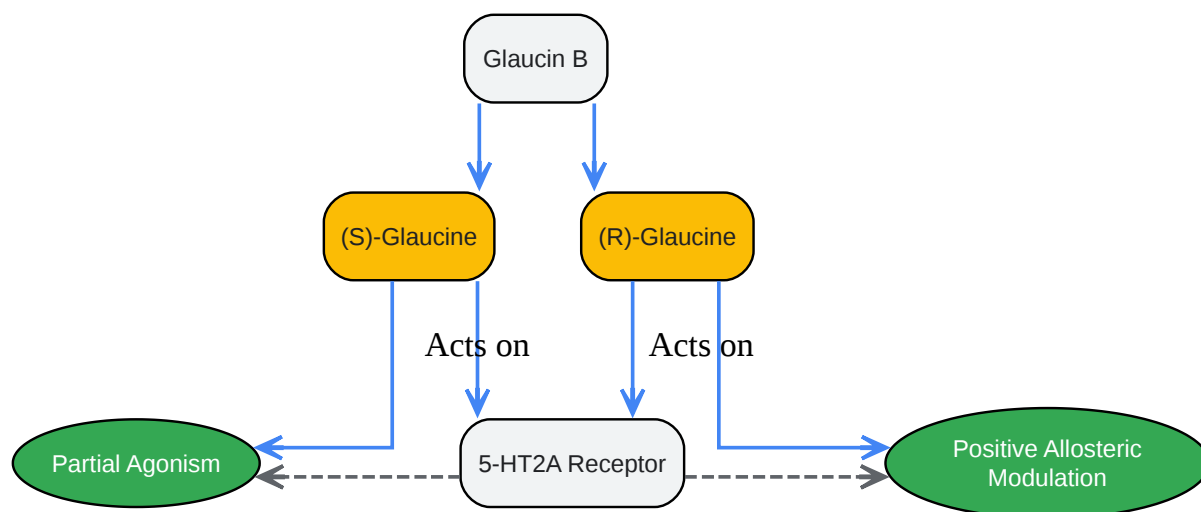 Glaucin B
(S)-Glaucine
(R)-Glaucine
Acts on
Acts on
Partial Agonism
5-HT2A Receptor
Positive Allosteric
Modulation